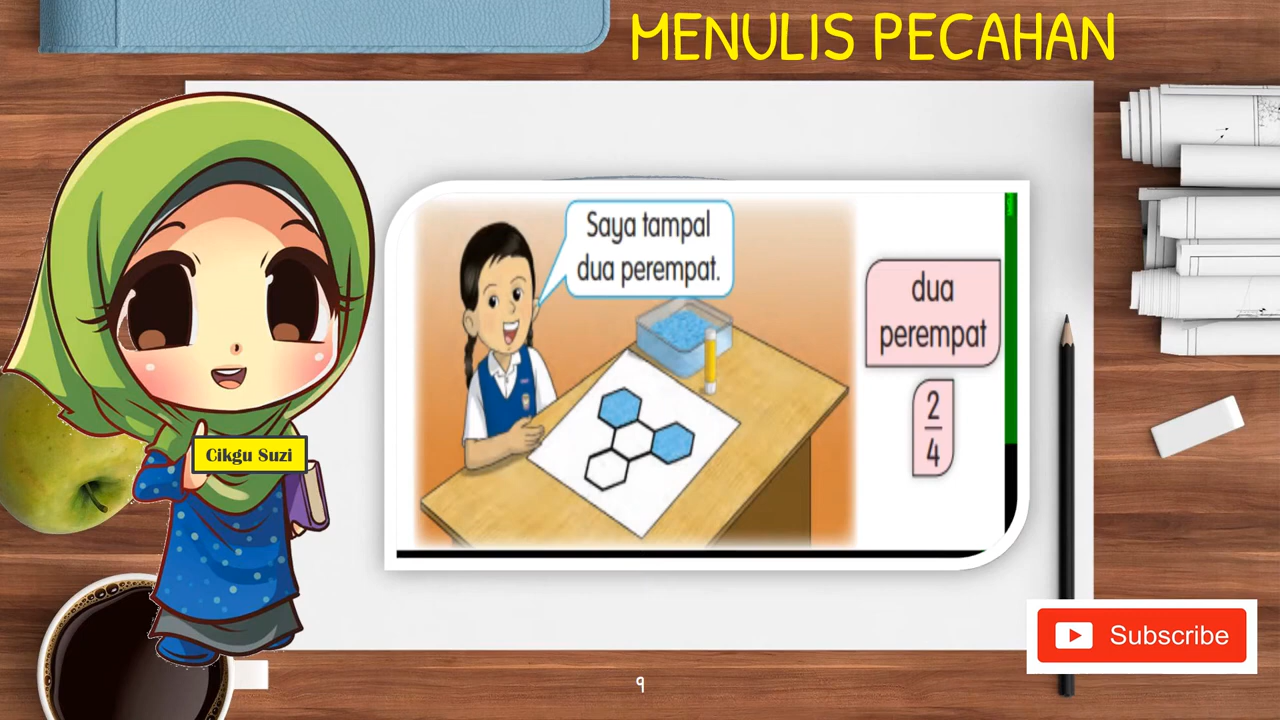 MENULIS PECAHAN
Saya tampal
dua perempat.
dua
perempat
2
4
Cikgu Suzi
Subscribe
9